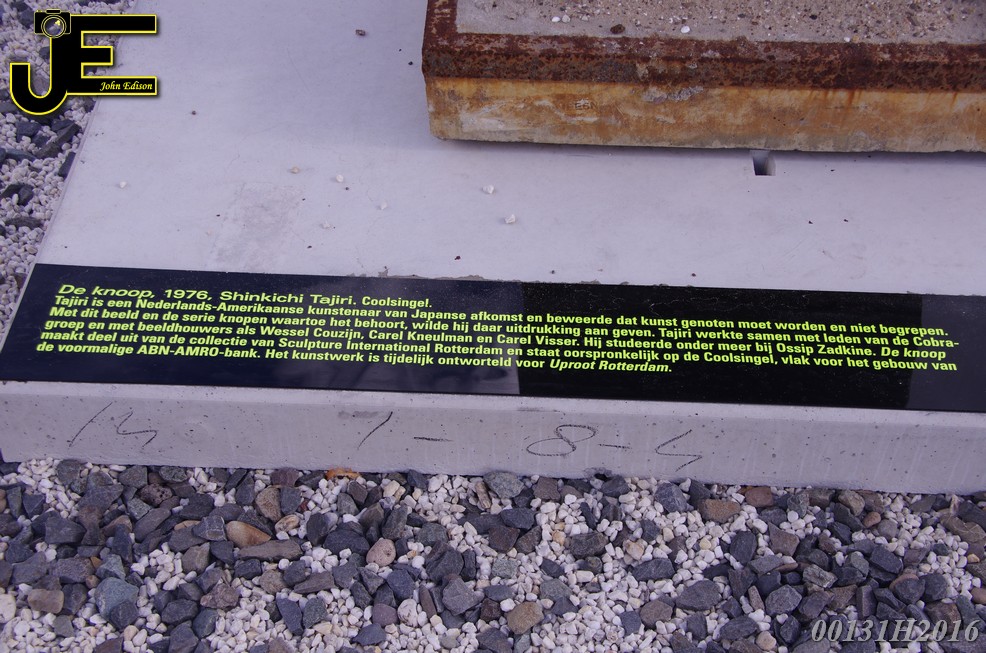 JE
John Edison
De knoop, 1976, Shinkichi Tajiri. Coolsingel.
Tajiri is een Nederlands-Amerikaanse kunstenaar van Japanse afkomst en beweerde dat kunst genoten moet worden en niet begrepen.
Met dit beeld en de serie knopen waartoe het behoort, wilde hij daar uitdrukking aan geven. Tajiri werkte samen met leden van de Cobra-
groep en met beeldhouwers als Wessel Couzijn, Carel Kneulman en Carel Visser. Hij studeerde onder meer bij Ossip Zadkine. De knoop
maakt deel uit van de collectie van Sculpture International Rotterdam en staat oorspronkelijk op de Coolsingel, vlak voor het gebouw van
de voormalige ABN-AMRO-bank. Het kunstwerk is tijdelijk ontworteld voor Uproot Rotterdam.
1-8-
00131H2016